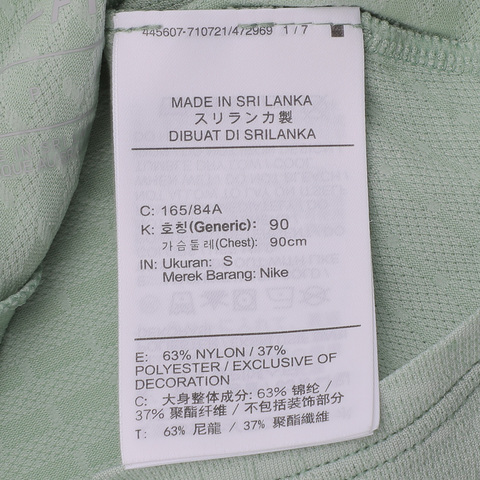 445607-710721/472969 1 / 7
MADE IN SRI LANKA
スリランカ製
DIBUAT DI SRILANKA
C: 165/84A
K: 호칭(Generic): 90
가슴둘레(Chest): 90cm
IN: Ukuran: S
Merek Barang: Nike
E: 63% NYLON / 37%
POLYESTER / EXCLUSIVE OF
DECORATION
C: 大身整体成分: 63% 锦纶 /
37% 聚酯纤维 / 不包括装饰部分
T: 63% 尼龍 / 37% 聚酯纖維